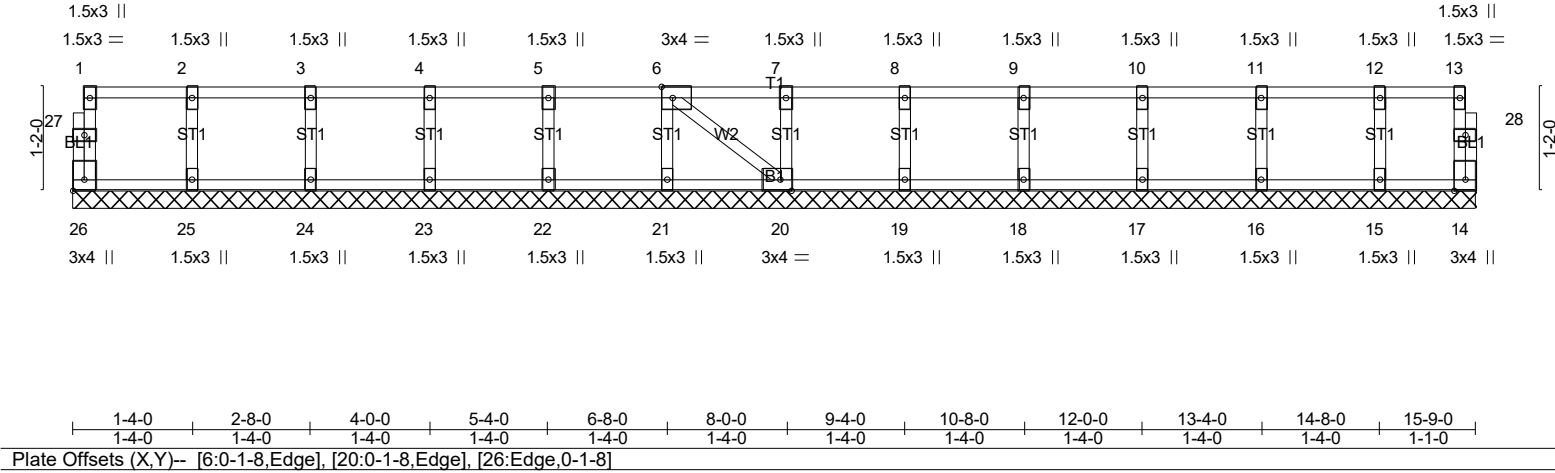 1.5x3 || 1.5x3 ||
1.5x3 = 1.5x3 || 1.5x3 || 1.5x3 || 1.5x3 || 3x4 = 1.5x3 || 1.5x3 || 1.5x3 || 1.5x3 || 1.5x3 || 1.5x3 || 1.5x3 =
1 2 3 4 5 6 7 8 9 10 11 12 13
T1
27 28
1-2-0 BL1 ST1 ST1 ST1 ST1 ST1 W2 ST1 ST1 ST1 ST1 ST1 ST1 BL1 1-2-0
B1
26 25 24 23 22 21 20 19 18 17 16 15 14
3x4 || 1.5x3 || 1.5x3 || 1.5x3 || 1.5x3 || 1.5x3 || 3x4 = 1.5x3 || 1.5x3 || 1.5x3 || 1.5x3 || 1.5x3 || 3x4 ||
1-4-0 2-8-0 4-0-0 5-4-0 6-8-0 8-0-0 9-4-0 10-8-0 12-0-0 13-4-0 14-8-0 15-9-0
1-4-0 1-4-0 1-4-0 1-4-0 1-4-0 1-4-0 1-4-0 1-4-0 1-4-0 1-4-0 1-4-0 1-1-0
Plate Offsets (X,Y)-- [6:0-1-8,Edge], [20:0-1-8,Edge], [26:Edge,0-1-8]